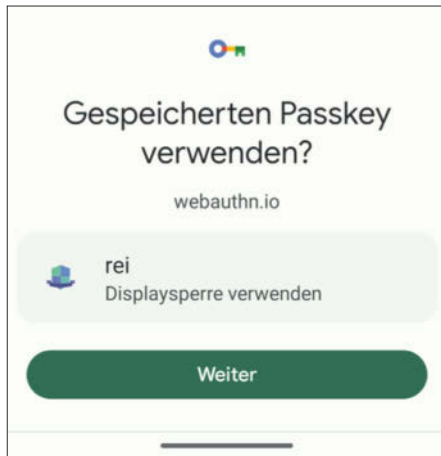 Gespeicherten Passkey
verwenden?
webauthn.io
rei
Displaysperre verwenden
Weiter